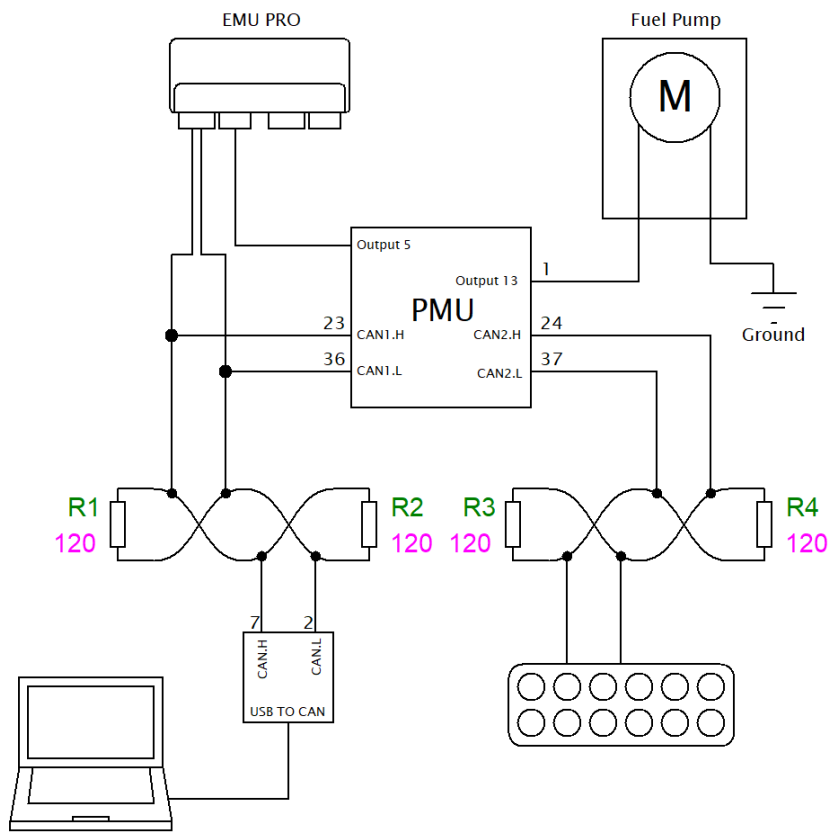 EMU PRO
Fuel Pump
M
Output 5
Output 13
1
PMU
Ground
23
CAN1.H
CAN2.H
24
36
CAN1.L
CAN2.L
37
R1
120
R2
120
R3
120
R4
120
7
2
CAN.H
CAN.L
USB TO CAN